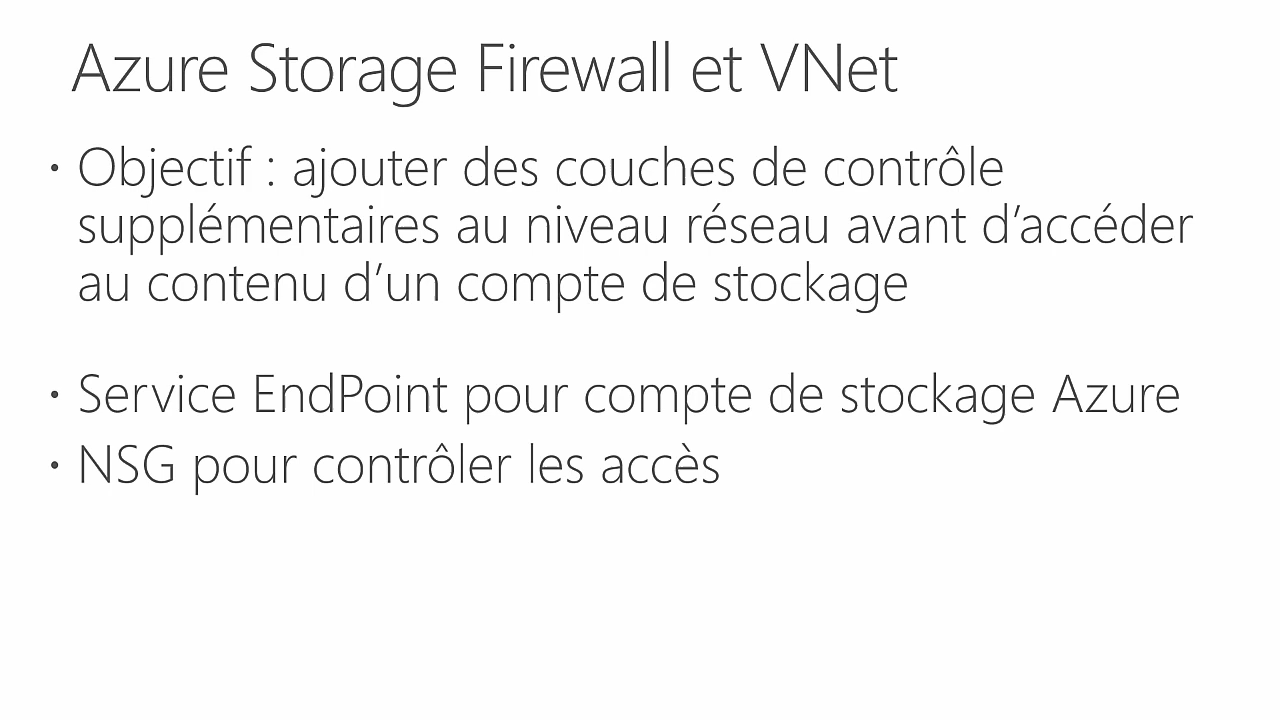 Azure Storage Firewall et VNet
• Objectif : ajouter des couches de contrôle
supplémentaires au niveau réseau avant d’accéder
au contenu d’un compte de stockage
• Service EndPoint pour compte de stockage Azure
• NSG pour contrôler les accès